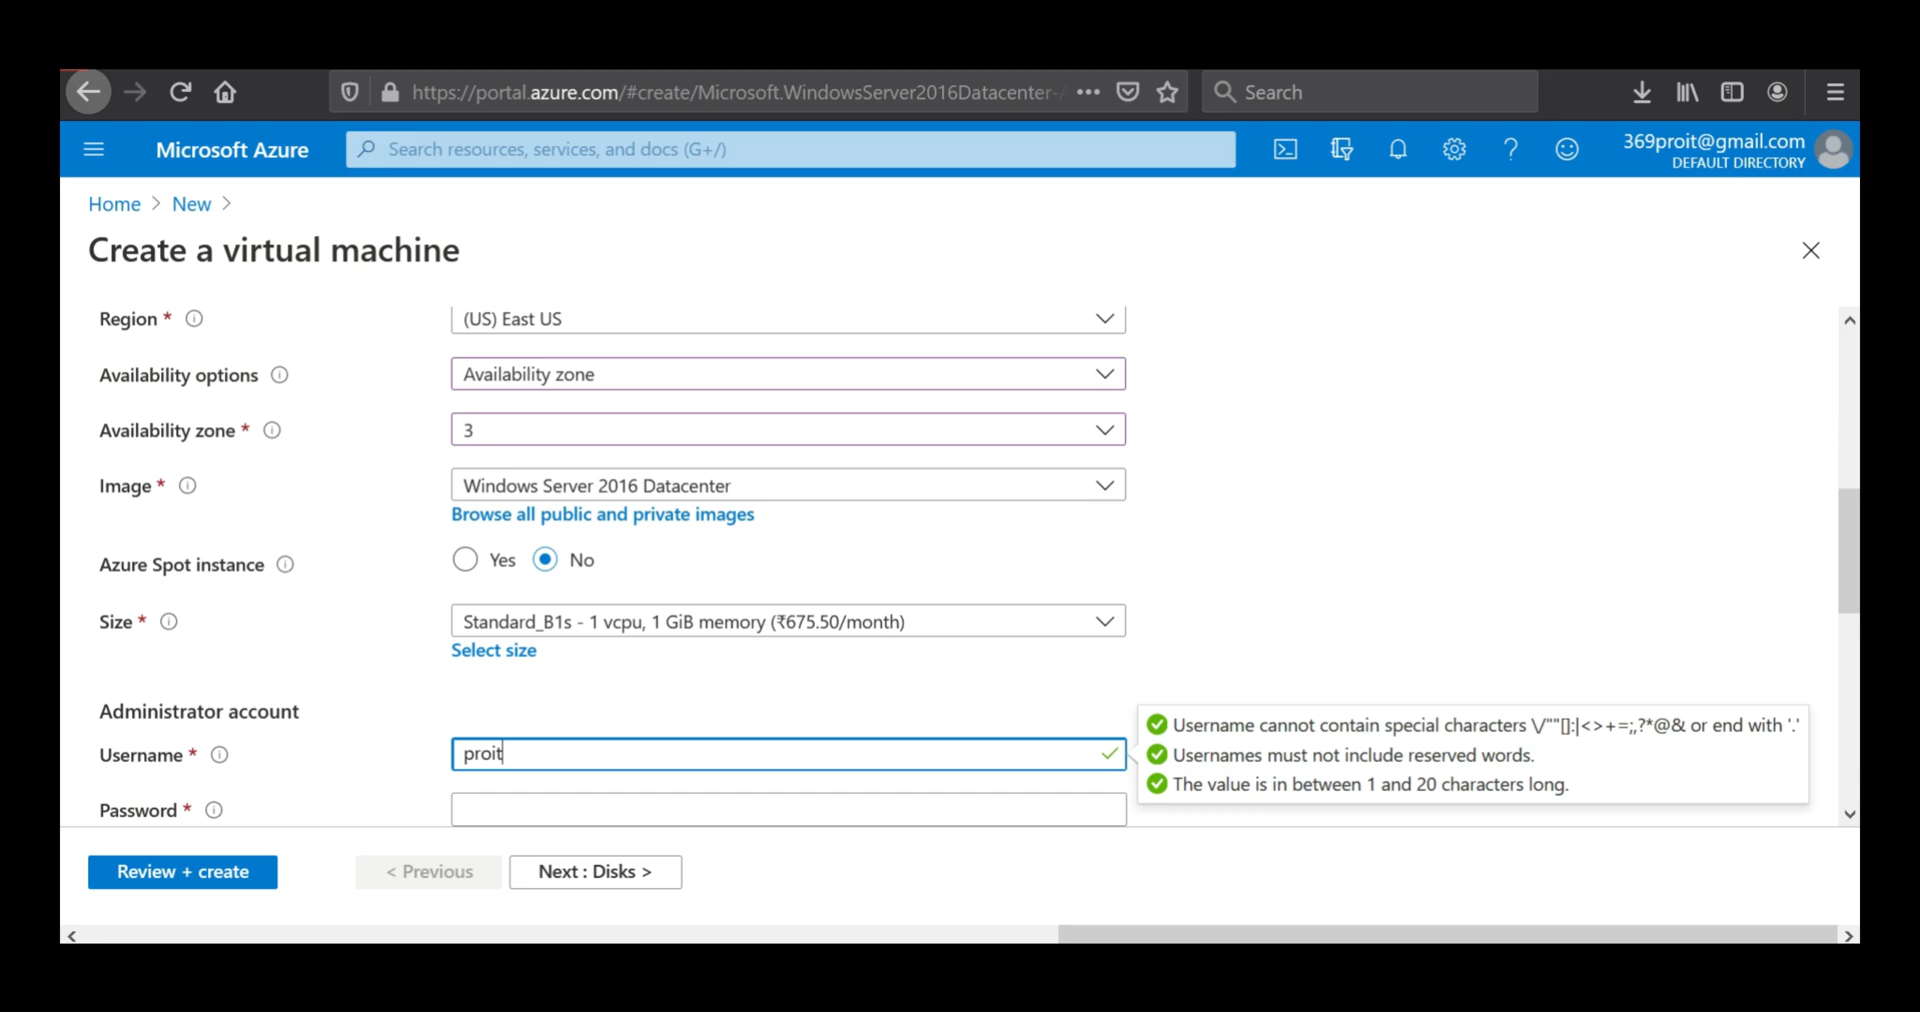 https://portal.azure.com/#create/Microsoft.WindowsServer2016Datacenter-
Search
Microsoft Azure
Search resources, services, and docs (G+/)
369proit@gmail.com
DEFAULT DIRECTORY
Home > New >
Create a virtual machine
Region *
(US) East US
Availability options
Availability zone
Availability zone *
3
Image *
Windows Server 2016 Datacenter
Browse all public and private images
Azure Spot instance
Yes
No
Size *
Standard_B1s - 1 vcpu, 1 GiB memory (₹675.50/month)
Select size
Administrator account
Username *
proit
Username cannot contain special characters \/""[]:|<>+=;,?*@& or end with '.'
Usernames must not include reserved words.
The value is in between 1 and 20 characters long.
Password *
Review + create
< Previous
Next : Disks >